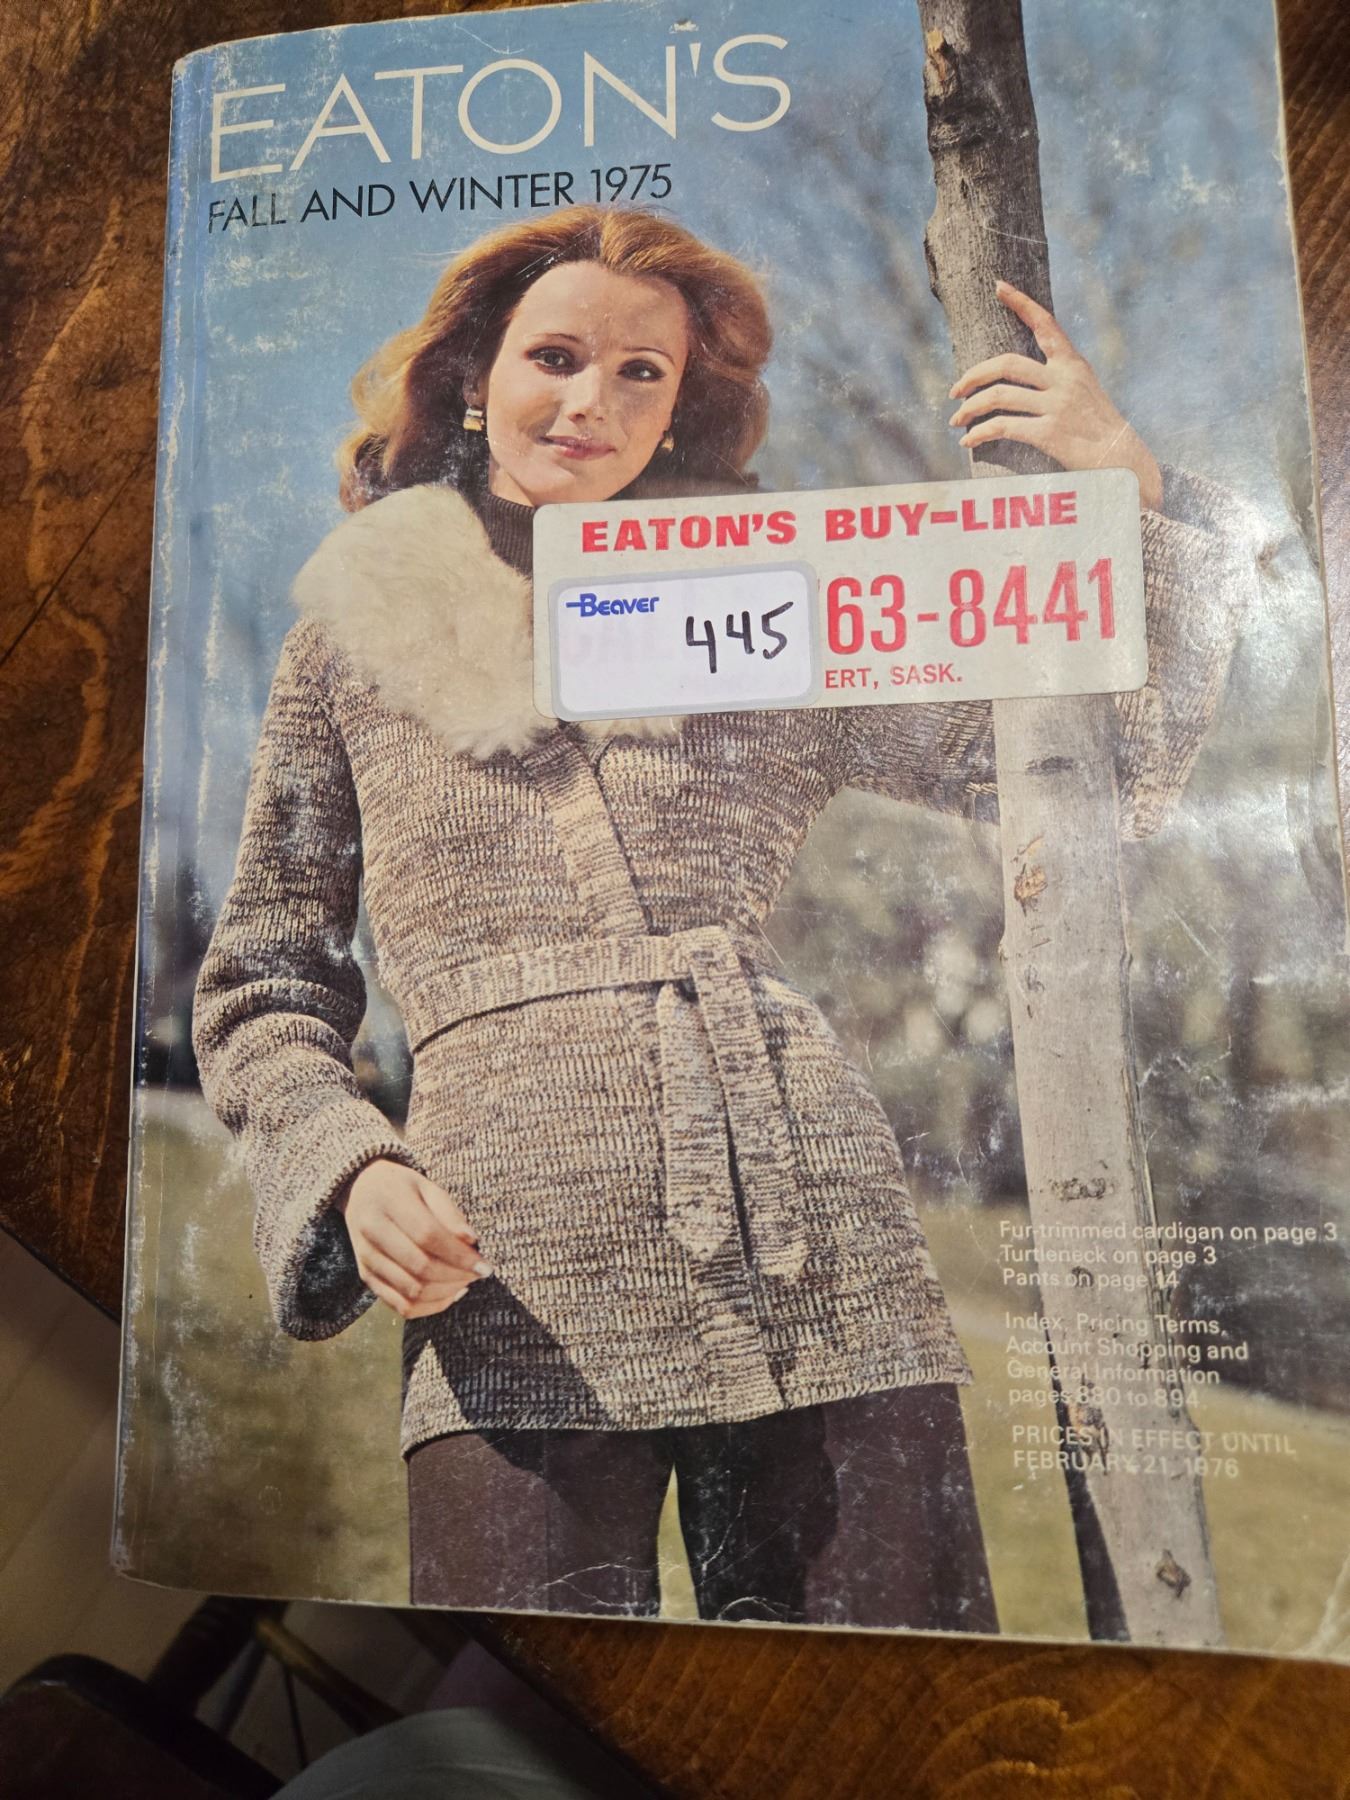 EATON'S
FALL AND WINTER 1975
EATON'S BUY-LINE
63-8441
Beaver
445
ERT, SASK.
Fur-trimmed cardigan on page 3
Turtleneck on page 3
Pants on page 14
Index, Pricing Terms,
Account Shopping and
General Information
pages 880 to 894
PRICES IN EFFECT UNTIL
FEBRUARY 21, 1976